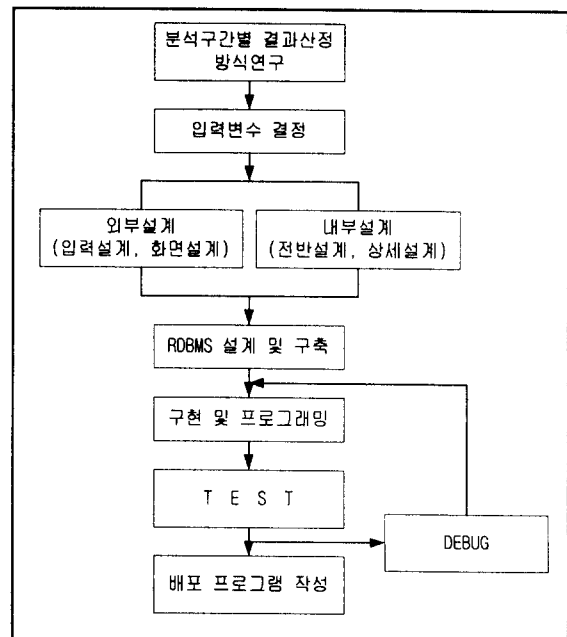 분석구간별 결과산정
방식연구
입력변수 결정
외부설계
(입력설계, 화면설계)
내부설계
(전반설계, 상세설계)
RDBMS 설계 및 구축
구현 및 프로그래밍
T E S T
DEBUG
배포 프로그램 작성